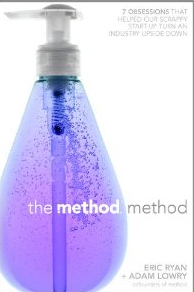 7 OBSESSIONS THAT
HELPED OUR SCRAPPY
START-UP TURN AN
INDUSTRY UPSIDE DOWN
the method method
ERIC RYAN
+ ADAM LOWRY
cofounders of method